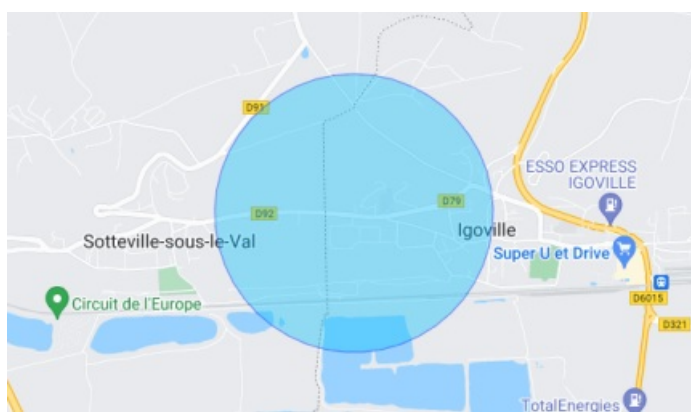 D91
ESSO EXPRESS
IGOVILLE
D79
D92
Igoville
Sotteville-sous-le-Val
Super U et Drive
Circuit de l'Europe
D6015
D321
TotalEnergies